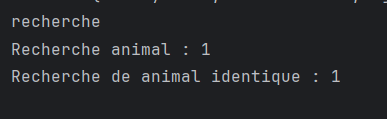 recherche
Recherche animal : 1
Recherche de animal identique : 1